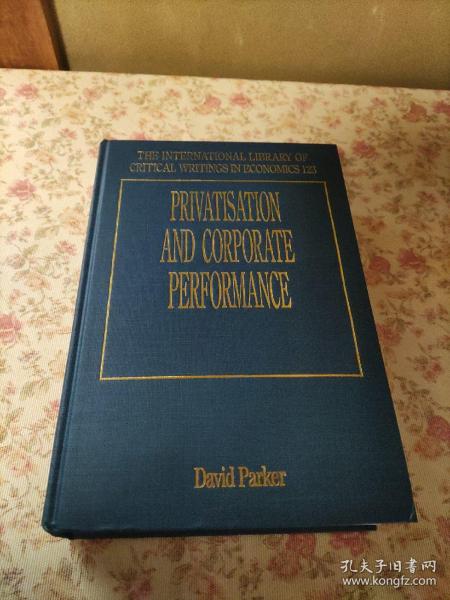 THE INTERNATIONAL LIBRARY OF
CRITICAL WRITINGS IN ECONOMICS 123
PRIVATISATION
AND CORPORATE
PERFORMANCE
David Parker
孔夫子旧书网
www.kongfz.com